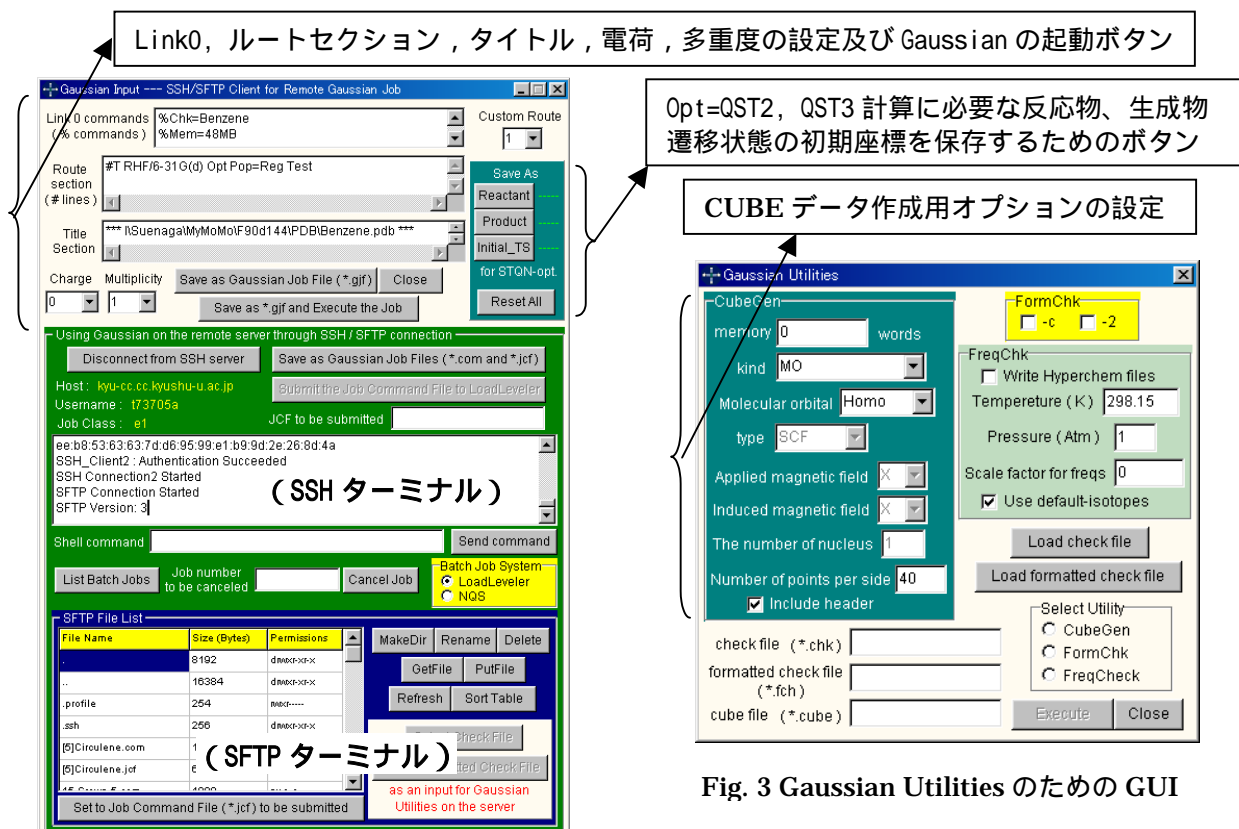 Link0, ルートセクション,タイトル,電荷,多重度の設定及び Gaussian の起動ボタン
Opt=QST2, QST3 計算に必要な反応物、生成物
遷移状態の初期座標を保存するためのボタン
CUBE データ作成用オプションの設定
Gaussian Input --- SSH/SFTP Client for Remote Gaussian Job
Link 0 commands
( % commands )
%Chk=Benzene
%Mem=48MB
Custom Route
1
Route
section
(# lines )
#T RHF/6-31G(d) Opt Pop=Reg Test
Title
Section
*** I\Suenaga\MyMoMo\F90d144\PDB\Benzene.pdb ***
Save As
Reactant -----
Product -----
Initial_TS -----
for STQN-opt.
Reset All
Charge Multiplicity
0 1
Save as Gaussian Job File (*.gjf) Close
Save as *.gjf and Execute the Job
Using Gaussian on the remote server through SSH / SFTP connection
Disconnect from SSH server
Save as Gaussian Job Files (*.com and *.jcf)
Host : kyu-cc.cc.kyushu-u.ac.jp
Submit the Job Command File to LoadLeveler
Username : t73705a
Job Class : e1
JCF to be submitted
ee:b8:53:63:63:7d:d6:95:99:e1:b9:9d:2e:26:8d:4a
SSH_Client2 : Authentication Succeeded
SSH Connection2 Started
SFTP Connection Started
SFTP Version: 3
(SSH ターミナル)
Shell command
Send command
List Batch Jobs
Job number
to be canceled
Cancel Job
Batch Job System
LoadLeveler
NQS
SFTP File List
File Name Size (Bytes) Permissions
. 8192 drwxr-xr-x
.. 16384 drwxr-xr-x
.profile 254 rwxr-----
.ssh 256 drwxr-xr-x
[5]Circulene.com 1
[5]Circulene.jcf 6
(SFTP ターミナル)
MakeDir Rename Delete
GetFile PutFile
Refresh Sort Table
Check File
ted Check File
as an input for Gaussian
Utilities on the server
Set to Job Command File (*.jcf) to be submitted
Gaussian Utilities
CubeGen
memory 0 words
kind MO
Molecular orbital Homo
type SCF
Applied magnetic field X
Induced magnetic field X
The number of nucleus 1
Number of points per side 40
Include header
FormChk
-c -2
FreqChk
Write Hyperchem files
Tempereture ( K ) 298.15
Pressure ( Atm ) 1
Scale factor for freqs 0
Use default-isotopes
Load check file
Load formatted check file
Select Utility
CubeGen
FormChk
FreqCheck
check file (*.chk)
formatted check file
(*.fch)
cube file (*.cube)
Execute Close
Fig. 3 Gaussian Utilities のための GUI